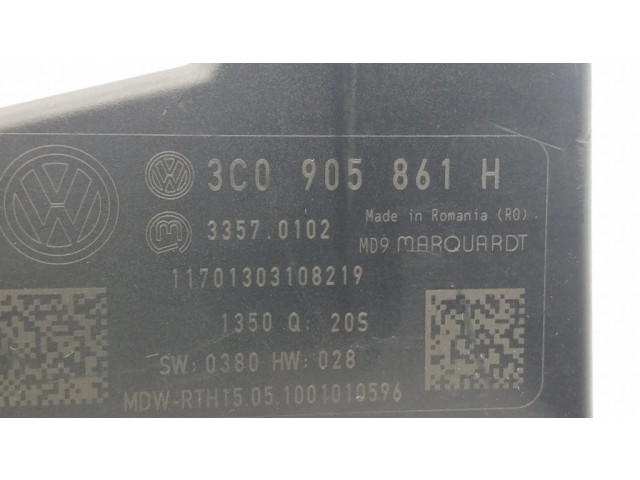 3C0 905 861 H
3357.0102
Made in Romania (RO).
MD9 MARQUARDT
11701303108219
1350 Q: 20S
SW: 0380 HW: 028
MDW-RTH15.05.1001010596